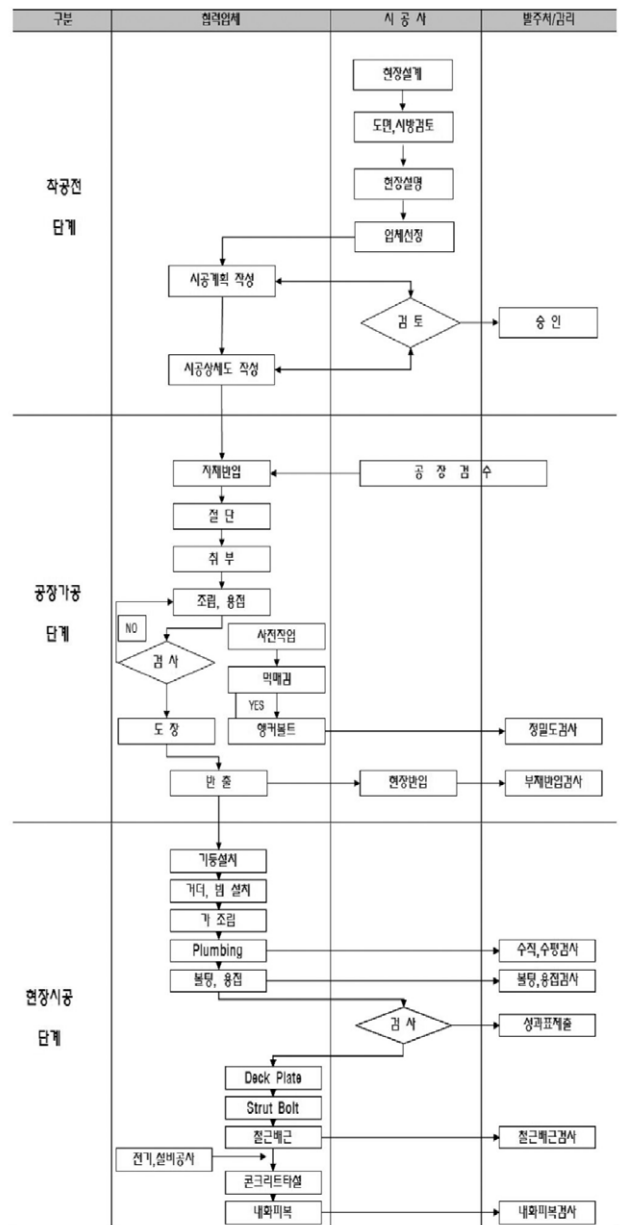 구분 협력업체 시 공 사 발주처/감리
착공전
단계
현장설계
도면,시방검토
현장설명
업체선정
시공계획 작성
검 토
승 인
시공상세도 작성
공장가공
단계
자재반입
공 장 검 수
절 단
취 부
조립, 용접
NO
검 사
사전작업
먹매김
YES
도 장
앵커볼트
정밀도검사
반 출
현장반입
부재반입검사
현장시공
단계
기둥설치
거더, 빔 설치
가 조립
Plumbing
수직,수평검사
볼팅, 용접
볼팅,용접검사
검 사
성과표제출
Deck Plate
Strut Bolt
철근배근
철근배근검사
전기,설비공사
콘크리트타설
내화피복
내화피복검사